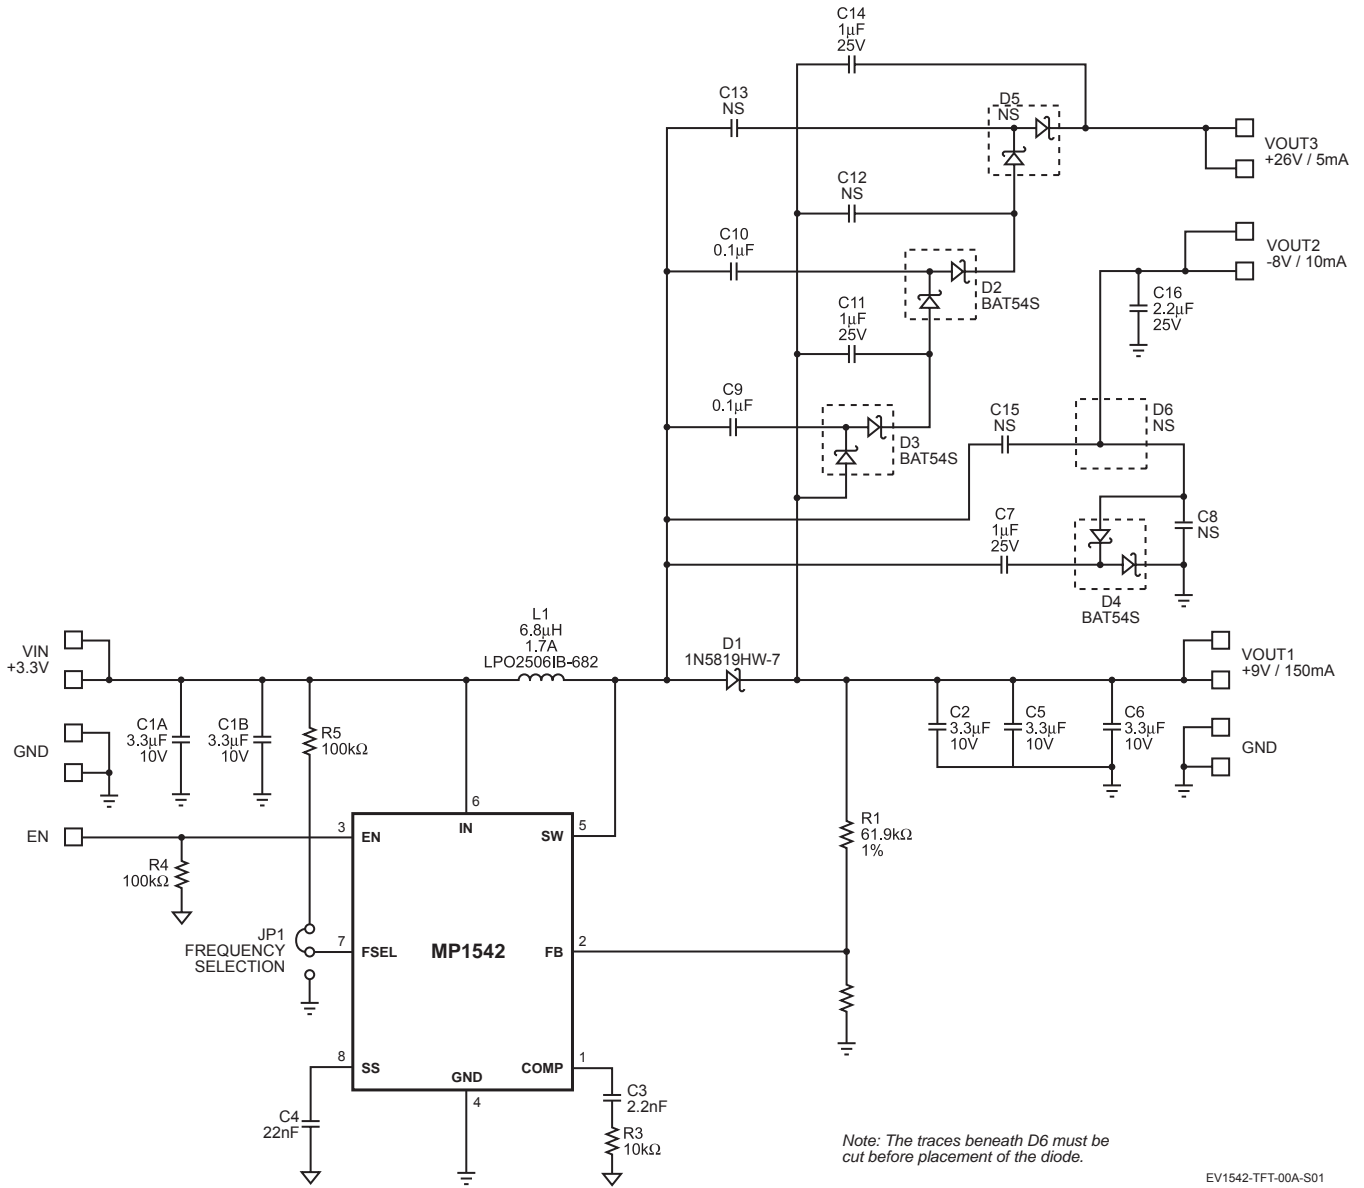 C14
1µF
25V
C13
NS
D5
NS
VOUT3
+26V / 5mA
C12
NS
C10
0.1µF
VOUT2
-8V / 10mA
D2
BAT54S
C16
2.2µF
25V
C11
1µF
25V
C9
0.1µF
C15
NS
D6
NS
D3
BAT54S
C7
1µF
25V
C8
NS
D4
BAT54S
L1
6.8µH
1.7A
LPO2506IB-682
D1
1N5819HW-7
VIN
+3.3V
VOUT1
+9V / 150mA
C1A
3.3µF
10V
C1B
3.3µF
10V
R5
100kΩ
C2
3.3µF
10V
C5
3.3µF
10V
C6
3.3µF
10V
GND
GND
6
IN
3
EN
SW
5
EN
R1
61.9kΩ
1%
R4
100kΩ
JP1
FREQUENCY
SELECTION
7
FSEL
MP1542
FB
2
8
SS
COMP
1
GND
4
C4
22nF
C3
2.2nF
R3
10kΩ
Note: The traces beneath D6 must be
cut before placement of the diode.
EV1542-TFT-00A-S01